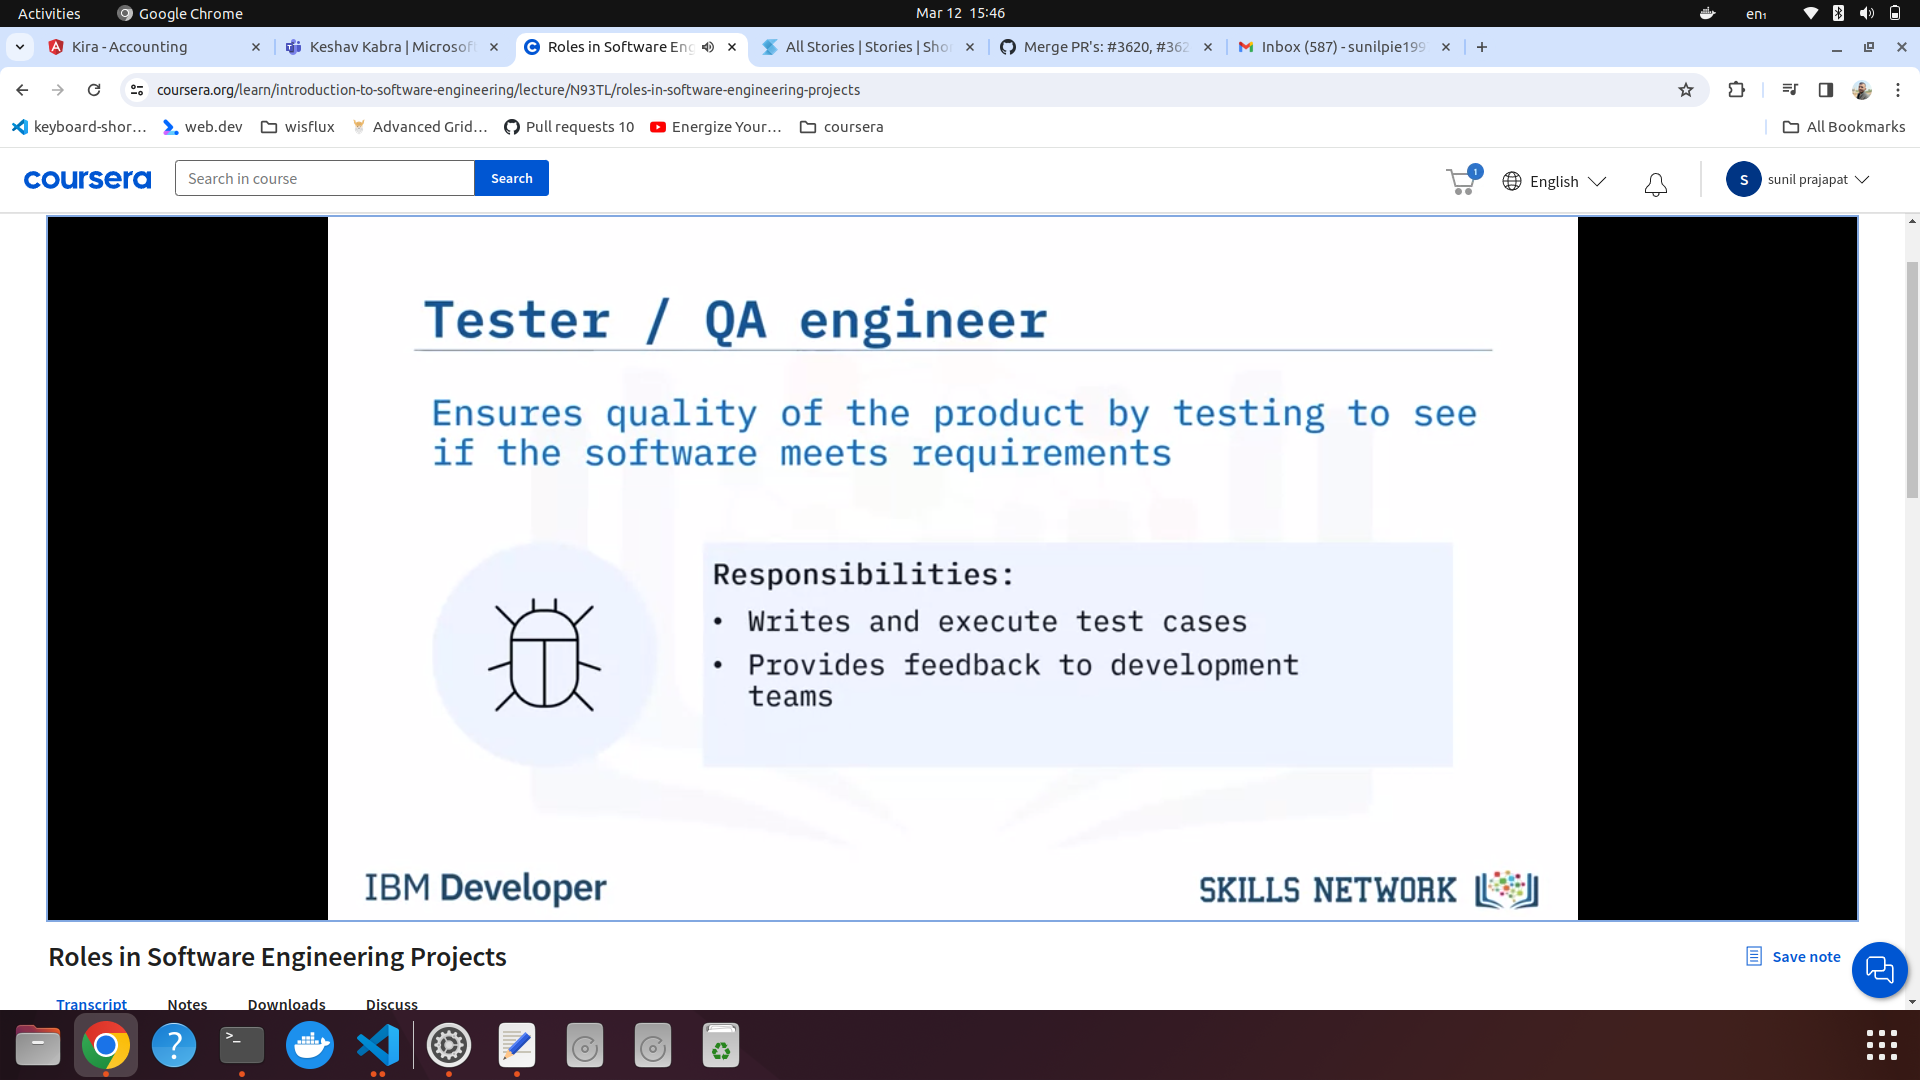 Activities
Google Chrome
Mar 12 15:46
en₁
Kira - Accounting
Keshav Kabra | Microsof
Roles in Software Eng
All Stories | Stories | Sho
Merge PR's: #3620, #362
Inbox (587) - sunilpie199
coursera.org/learn/introduction-to-software-engineering/lecture/N93TL/roles-in-software-engineering-projects
keyboard-shor...
web.dev
wisflux
Advanced Grid...
Pull requests 10
Energize Your...
coursera
All Bookmarks
coursera
Search in course
Search
1
English
S
sunil prajapat
Tester / QA engineer
Ensures quality of the product by testing to see
if the software meets requirements
Responsibilities:
• Writes and execute test cases
• Provides feedback to development
teams
IBM Developer
SKILLS NETWORK
Roles in Software Engineering Projects
Save note
Transcript
Notes
Downloads
Discuss